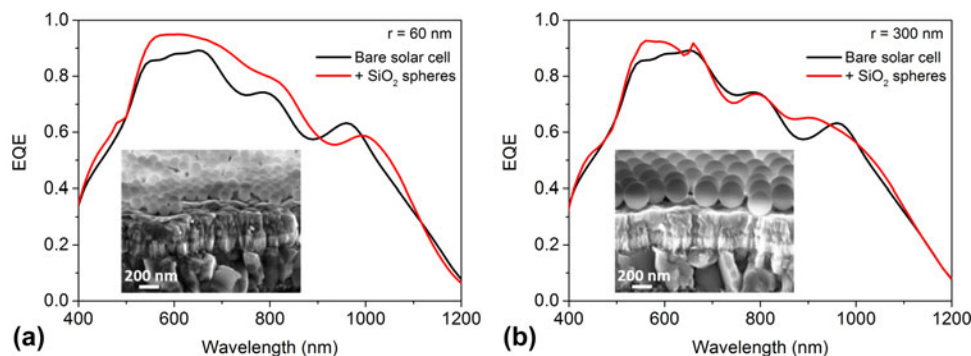 1.0
0.8
0.6
0.4
0.2
0.0
EQE
r = 60 nm
Bare solar cell
+ SiO₂ spheres
200 nm
400 600 800 1000 1200
Wavelength (nm)
(a)
1.0
0.8
0.6
0.4
0.2
0.0
EQE
r = 300 nm
Bare solar cell
+ SiO₂ spheres
200 nm
400 600 800 1000 1200
Wavelength (nm)
(b)